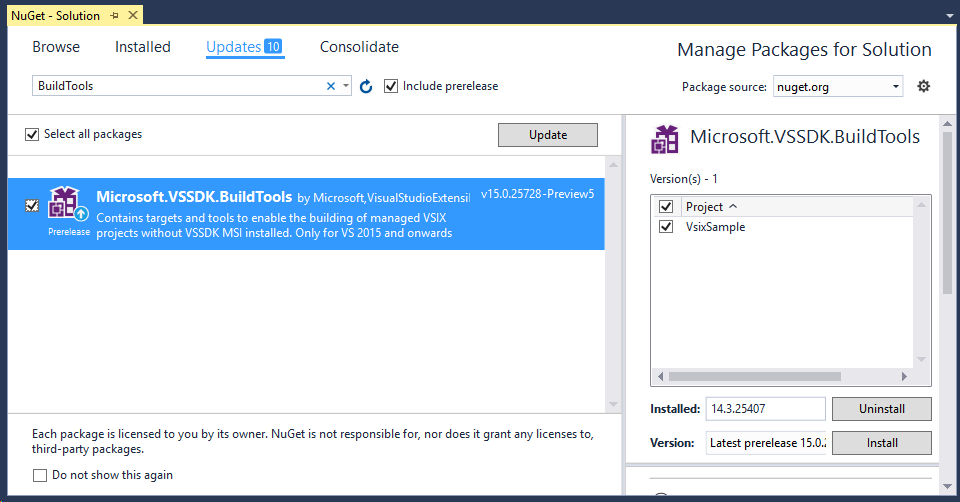 NuGet - Solution
Browse Installed Updates 10 Consolidate
Manage Packages for Solution
BuildTools
Include prerelease
Package source: nuget.org
Select all packages
Update
Microsoft.VSSDK.BuildTools by Microsoft,VisualStudioExtensi
v15.0.25728-Preview5
Contains targets and tools to enable the building of managed VSIX
projects without VSSDK MSI installed. Only for VS 2015 and onwards
Prerelease
Each package is licensed to you by its owner. NuGet is not responsible for, nor does it grant any licenses to,
third-party packages.
Do not show this again
Microsoft.VSSDK.BuildTools
Version(s) - 1
Project
VsixSample
Installed: 14.3.25407 Uninstall
Version: Latest prerelease 15.0.2 Install